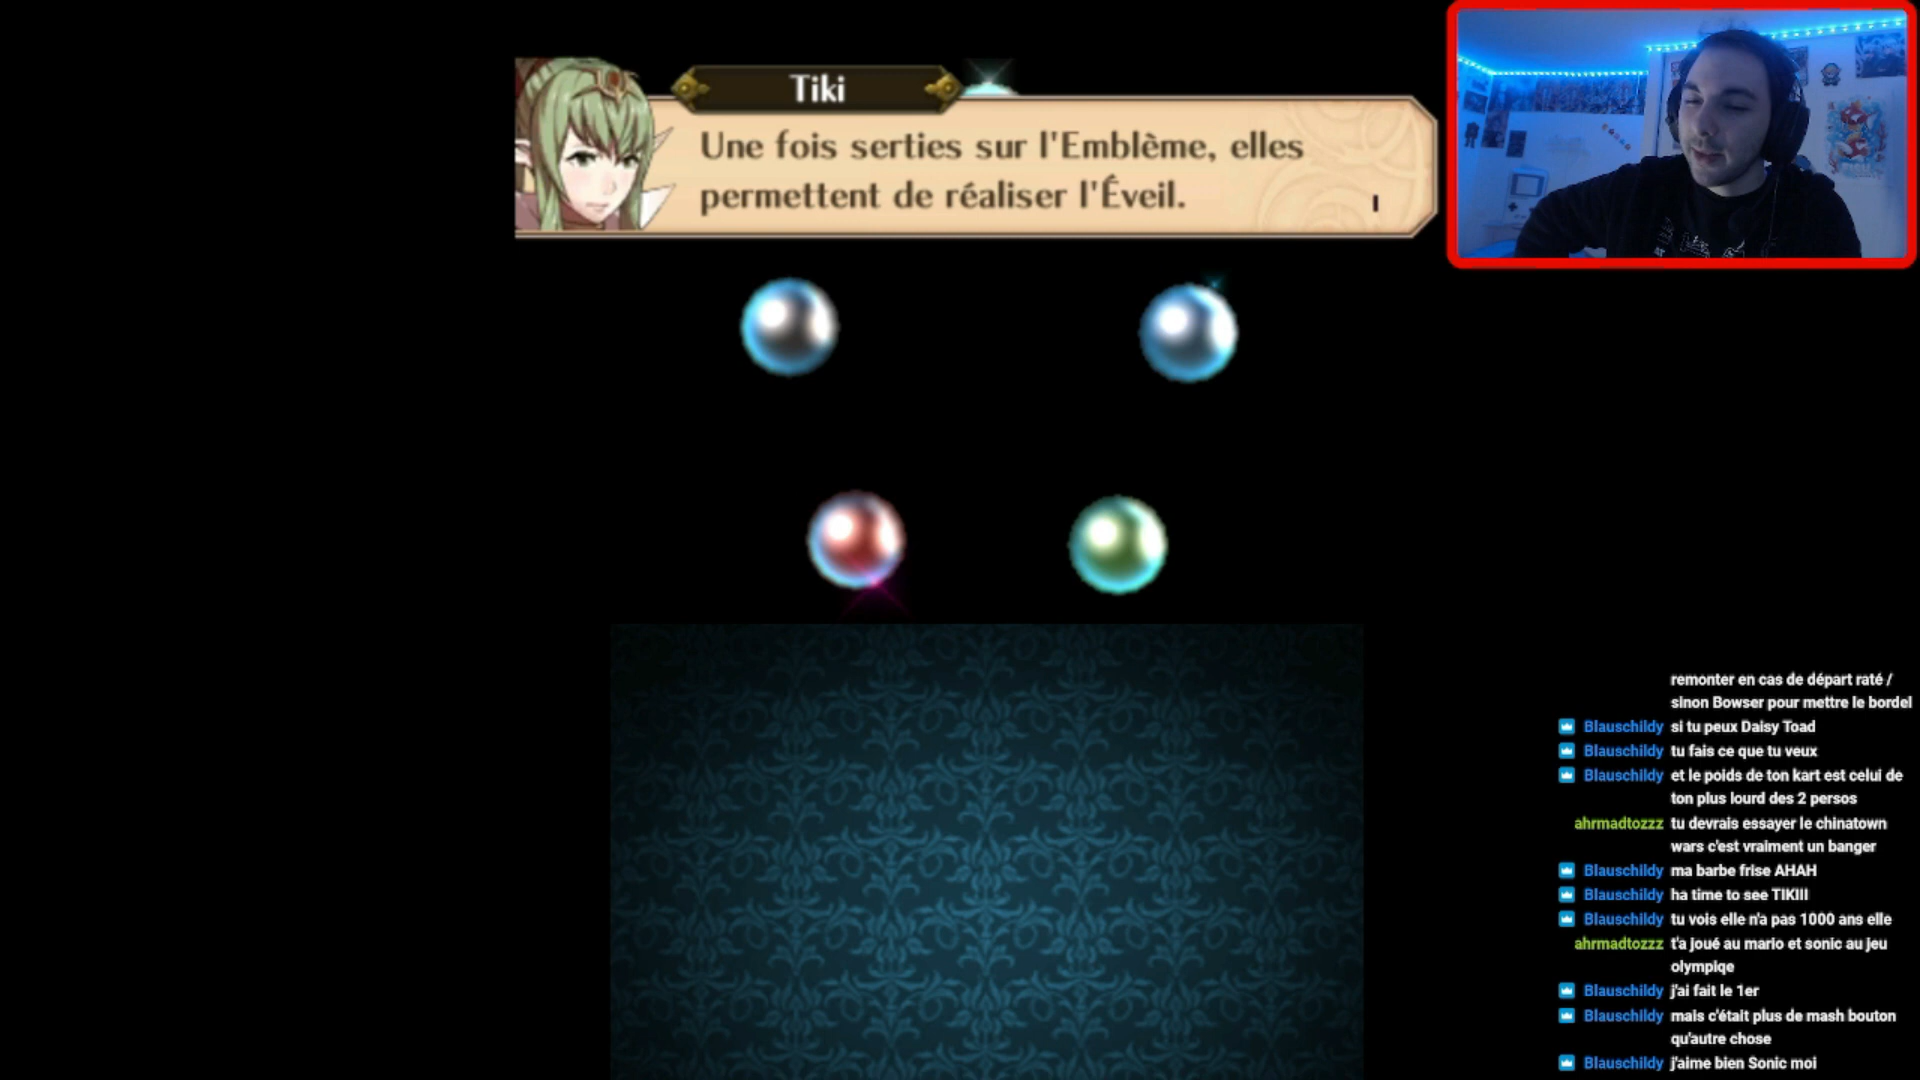 Tiki
Une fois serties sur l'Emblème, elles
permettent de réaliser l'Éveil.
remonter en cas de départ raté /
sinon Bowser pour mettre le bordel
Blauschildy si tu peux Daisy Toad
Blauschildy tu fais ce que tu veux
Blauschildy et le poids de ton kart est celui de
ton plus lourd des 2 persos
ahrmadtozzz tu devrais essayer le chinatown
wars c'est vraiment un banger
Blauschildy ma barbe frise AHAH
Blauschildy ha time to see TIKIII
Blauschildy tu vois elle n'a pas 1000 ans elle
ahrmadtozzz t'a joué au mario et sonic au jeu
olympiqe
Blauschildy j'ai fait le 1er
Blauschildy mais c'était plus de mash bouton
qu'autre chose
Blauschildy j'aime bien Sonic moi